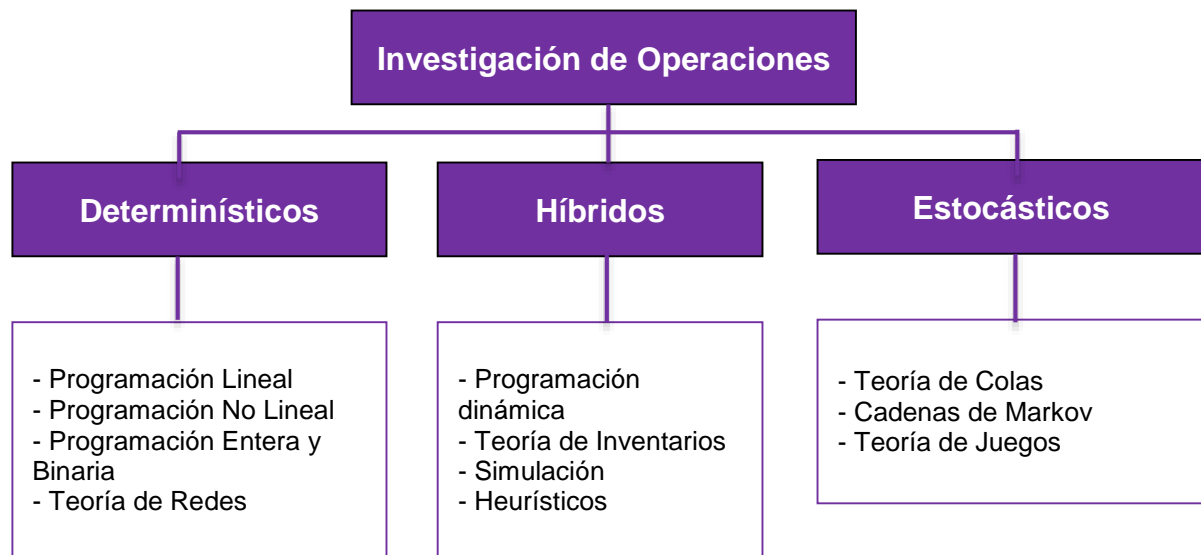 Investigación de Operaciones
Determinísticos
Híbridos
Estocásticos
- Programación Lineal
- Programación No Lineal
- Programación Entera y
Binaria
- Teoría de Redes
- Programación
dinámica
- Teoría de Inventarios
- Simulación
- Heurísticos
- Teoría de Colas
- Cadenas de Markov
- Teoría de Juegos